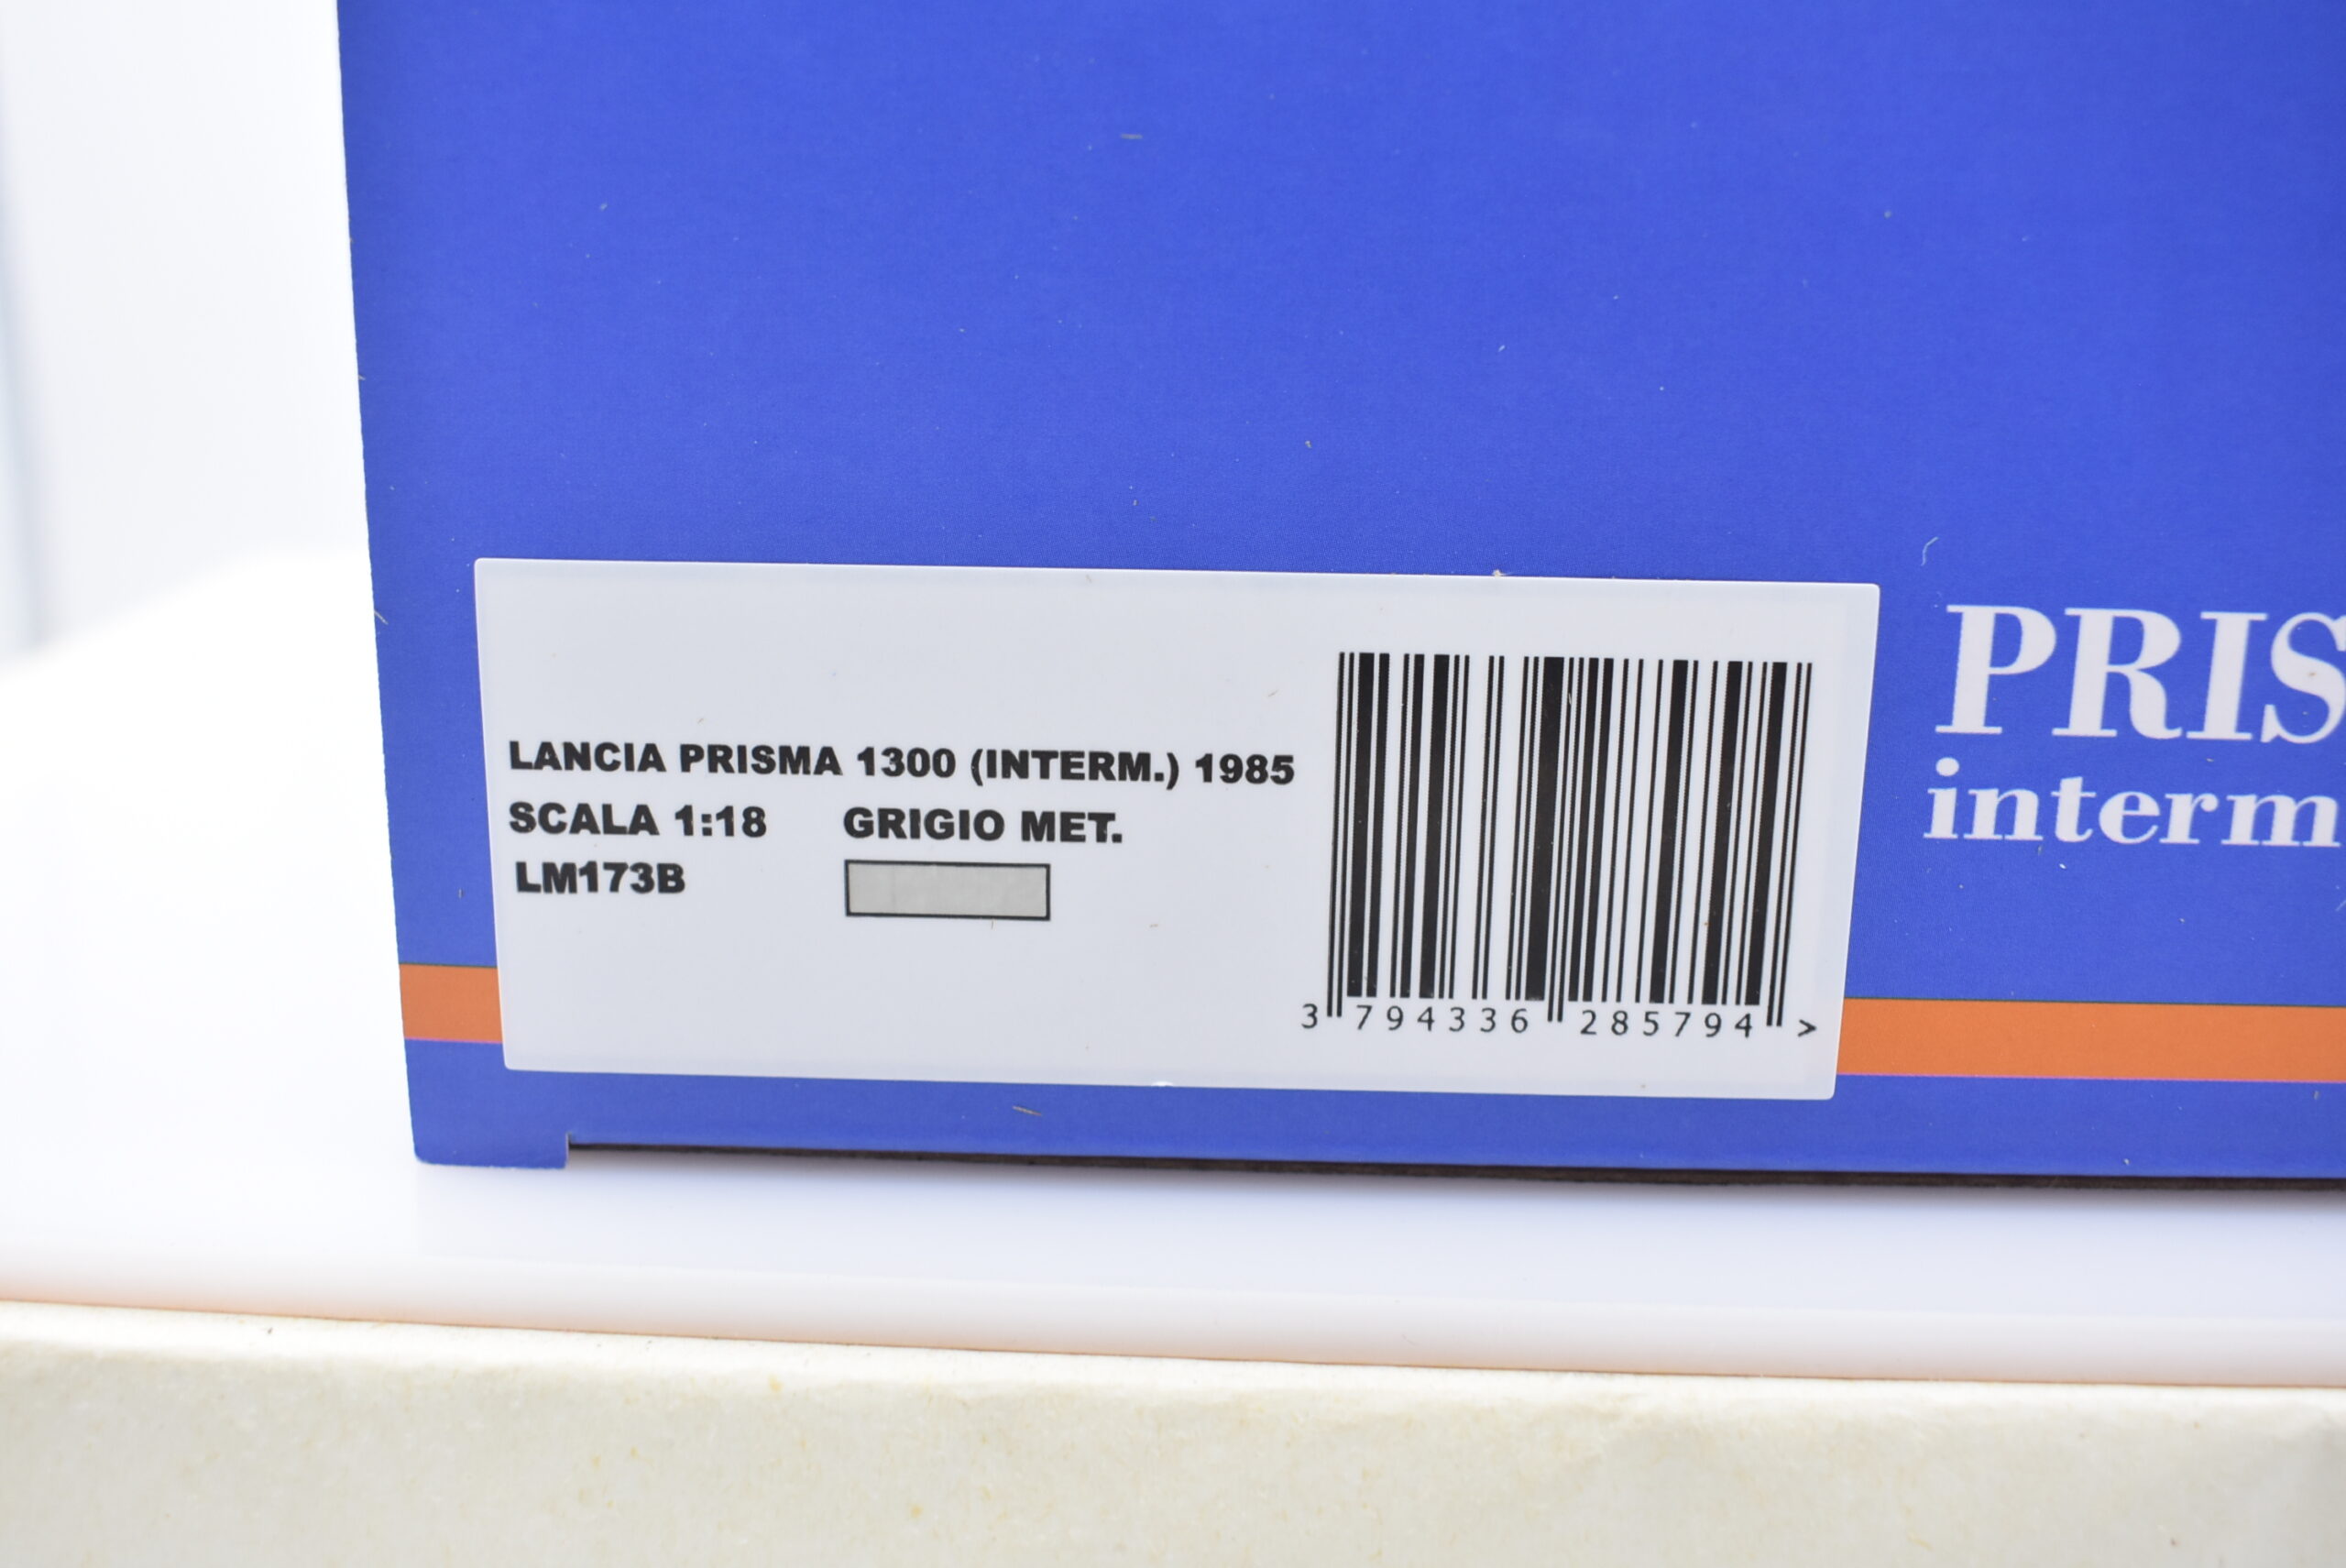 LANCIA PRISMA 1300 (INTERM.) 1985
SCALA 1:18 GRIGIO MET.
LM173B
3 794336 285794 >
PRIS
interm